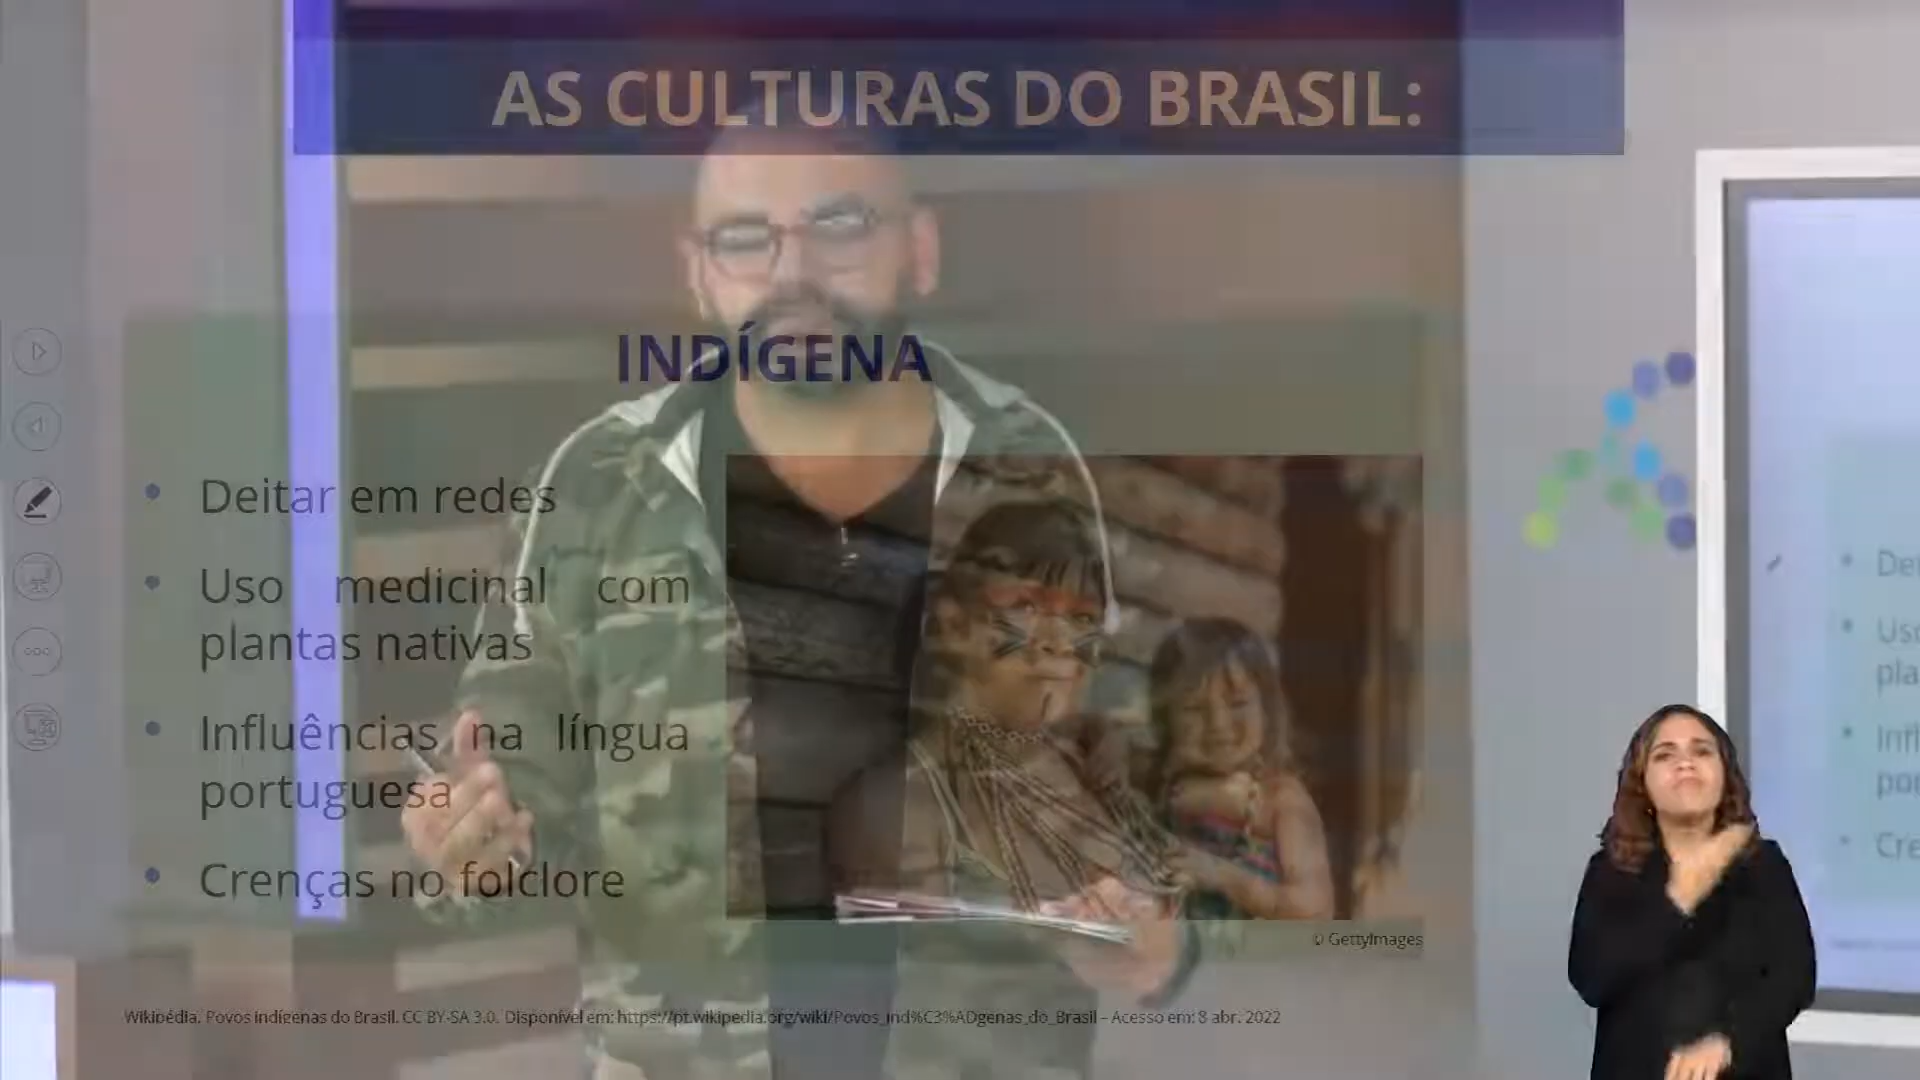 AS CULTURAS DO BRASIL:
INDÍGENA
• Deitar em redes
• Uso medicinal com
plantas nativas
• Influências na língua
portuguesa
• Crenças no folclore
© GettyImages
Wikipédia. Povos indígenas do Brasil. CC BY-SA 3.0. Disponível em: https://pt.wikipedia.org/wiki/Povos_ind%C3%ADgenas_do_Brasil – Acesso em: 8 abr. 2022